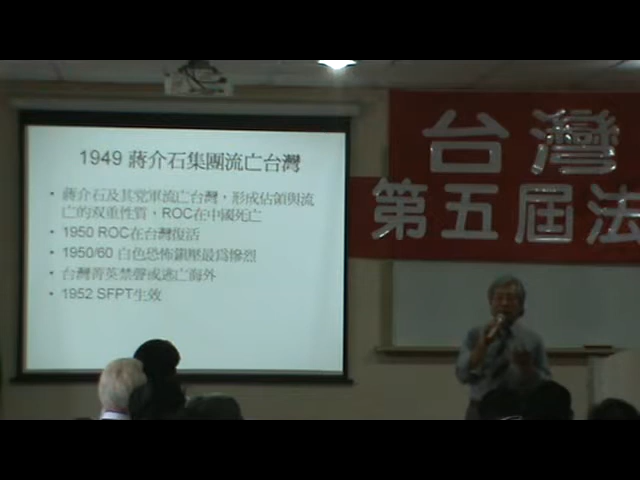 1949 蔣介石集團流亡台灣
• 蔣介石及其党軍流亡台灣，形成佔領與流
亡的双重性質，ROC在中國死亡
• 1950 ROC在台灣復活
• 1950/60 白色恐怖鎮壓最爲慘烈
• 台灣菁英禁聲或逃亡海外
• 1952 SFPT生效
台灣
第五屆法